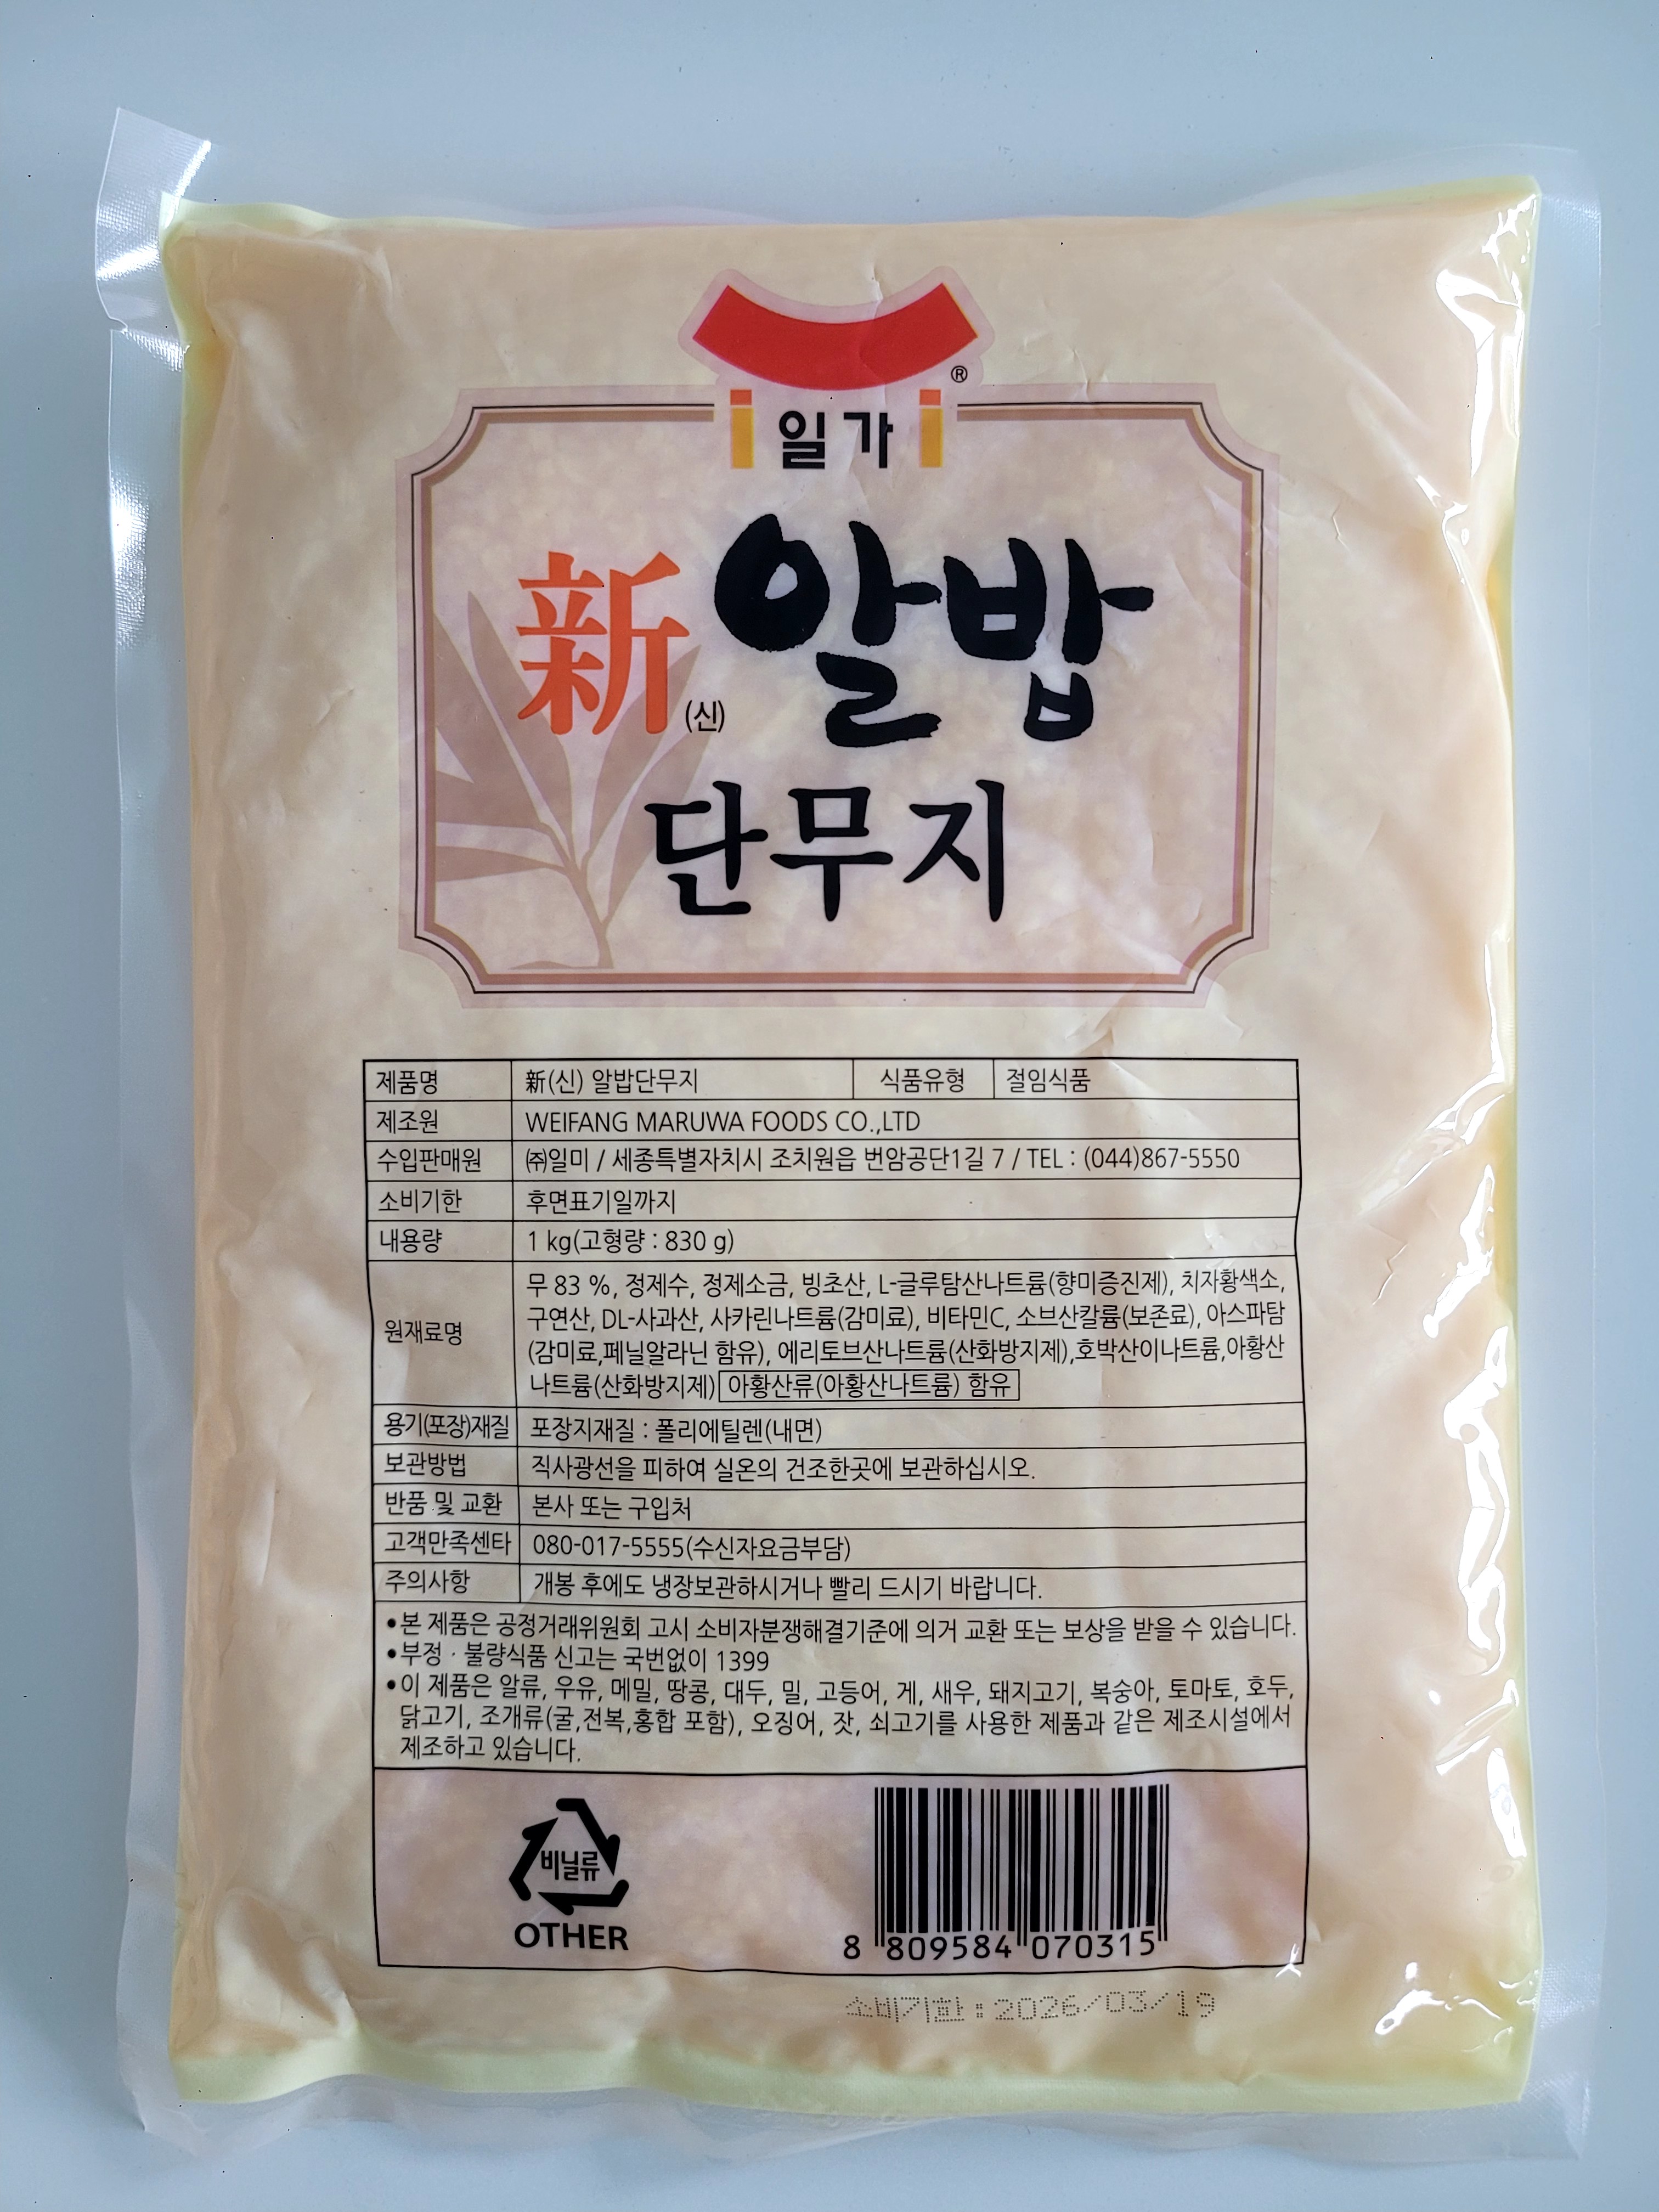 ®
일가
新(신) 알밥
단무지
제품명 新(신) 알밥단무지 식품유형 절임식품
제조원 WEIFANG MARUWA FOODS CO.,LTD
수입판매원 ㈜일미 / 세종특별자치시 조치원읍 번암공단1길 7 / TEL : (044)867-5550
소비기한 후면표기일까지
내용량 1 kg(고형량 : 830 g)
원재료명 무 83 %, 정제수, 정제소금, 빙초산, L-글루탐산나트륨(향미증진제), 치자황색소,
구연산, DL-사과산, 사카린나트륨(감미료), 비타민C, 소브산칼륨(보존료), 아스파탐
(감미료,페닐알라닌 함유), 에리토브산나트륨(산화방지제),호박산이나트륨,아황산
나트륨(산화방지제) 아황산류(아황산나트륨) 함유
용기(포장)재질 포장지재질 : 폴리에틸렌(내면)
보관방법 직사광선을 피하여 실온의 건조한곳에 보관하십시오.
반품 및 교환 본사 또는 구입처
고객만족센타 080-017-5555(수신자요금부담)
주의사항 개봉 후에도 냉장보관하시거나 빨리 드시기 바랍니다.
•본 제품은 공정거래위원회 고시 소비자분쟁해결기준에 의거 교환 또는 보상을 받을 수 있습니다.
•부정 · 불량식품 신고는 국번없이 1399
•이 제품은 알류, 우유, 메밀, 땅콩, 대두, 밀, 고등어, 게, 새우, 돼지고기, 복숭아, 토마토, 호두,
닭고기, 조개류(굴,전복,홍합 포함), 오징어, 잣, 쇠고기를 사용한 제품과 같은 제조시설에서
제조하고 있습니다.
비닐류
OTHER
8 809584 070315
소비기한 : 2026/03/19